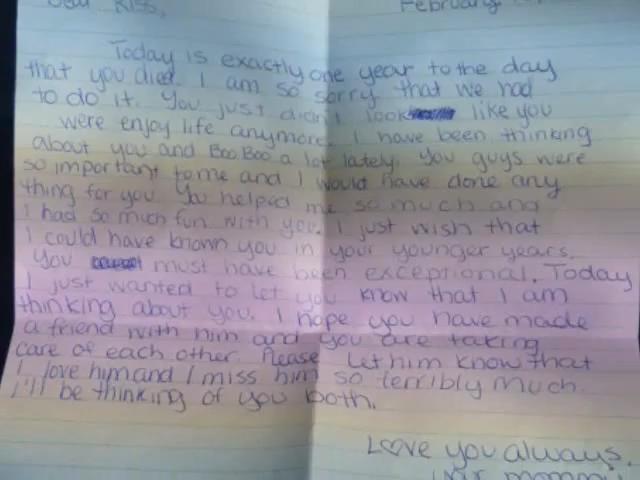 Dear Kiss,
February
Today is exactly one year to the day
that you died. I am so sorry that we had
to do it. You just didn't look like you
were enjoy life anymore. I have been thinking
about you and Boo Boo a lot lately. You guys were
so important to me and I would have done any
thing for you. You helped me so much and
I had so much fun with you. I just wish that
I could have known you in your younger years.
You must have been exceptional. Today
I just wanted to let you know that I am
thinking about you. I hope you have made
a friend with him and you are taking
care of each other. Please let him know that
I love him and I miss him so terribly much.
I'll be thinking of you both.
Love you always,
your mommy